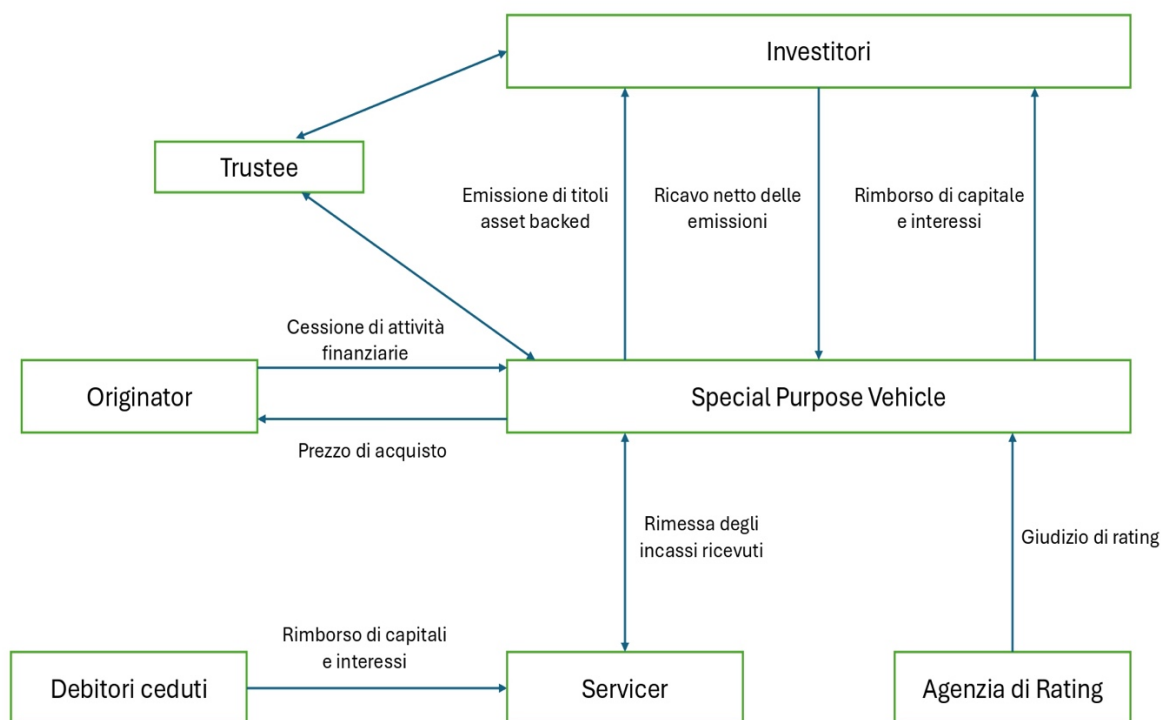 Investitori
Trustee
Emissione di titoli
asset backed
Ricavo netto delle
emissioni
Rimborso di capitale
e interessi
Cessione di attività
finanziarie
Originator
Special Purpose Vehicle
Prezzo di acquisto
Rimessa degli
incassi ricevuti
Giudizio di rating
Rimborso di capitali
e interessi
Debitori ceduti
Servicer
Agenzia di Rating